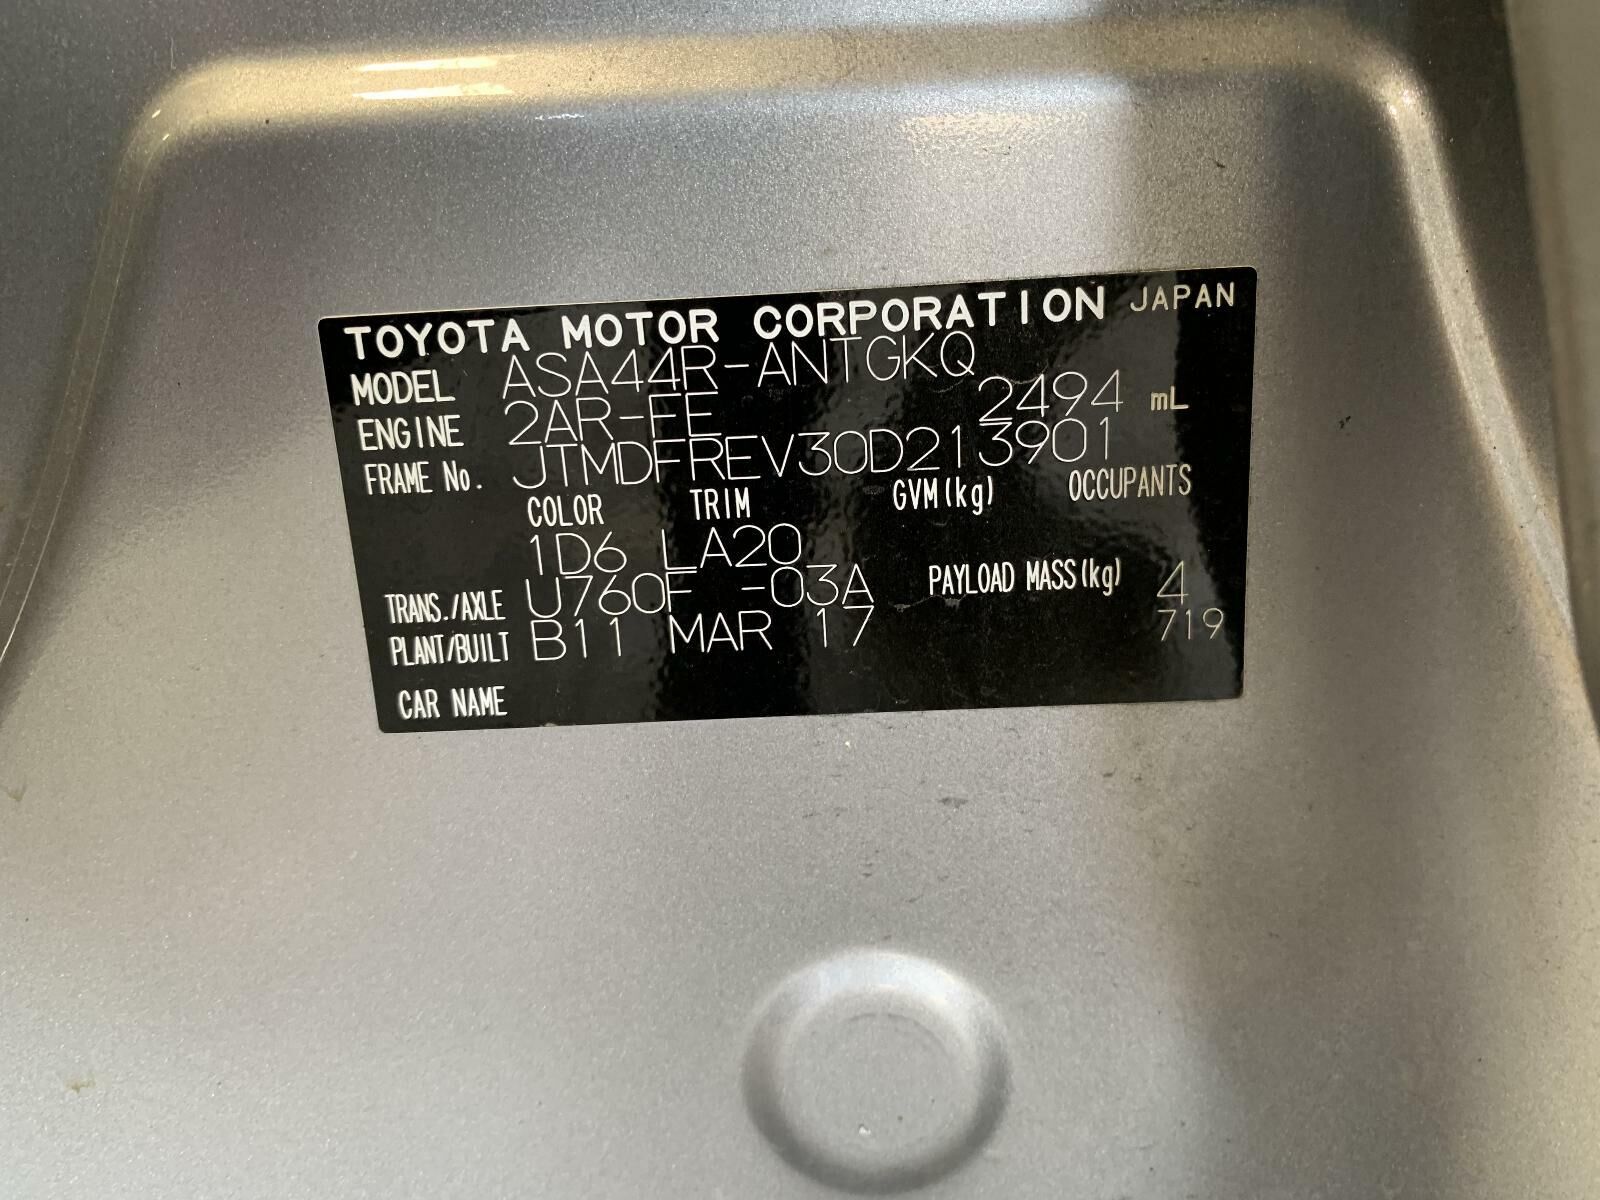 TOYOTA MOTOR CORPORATION JAPAN
MODEL ASA44R-ANTGKQ
ENGINE 2AR-FE 2494 mL
FRAME No. JTMDFREV30D213901
COLOR TRIM GVM(kg) OCCUPANTS
1D6 LA20
TRANS./AXLE U760F -03A PAYLOAD MASS(kg) 4
PLANT/BUILT B11 MAR 17 719
CAR NAME